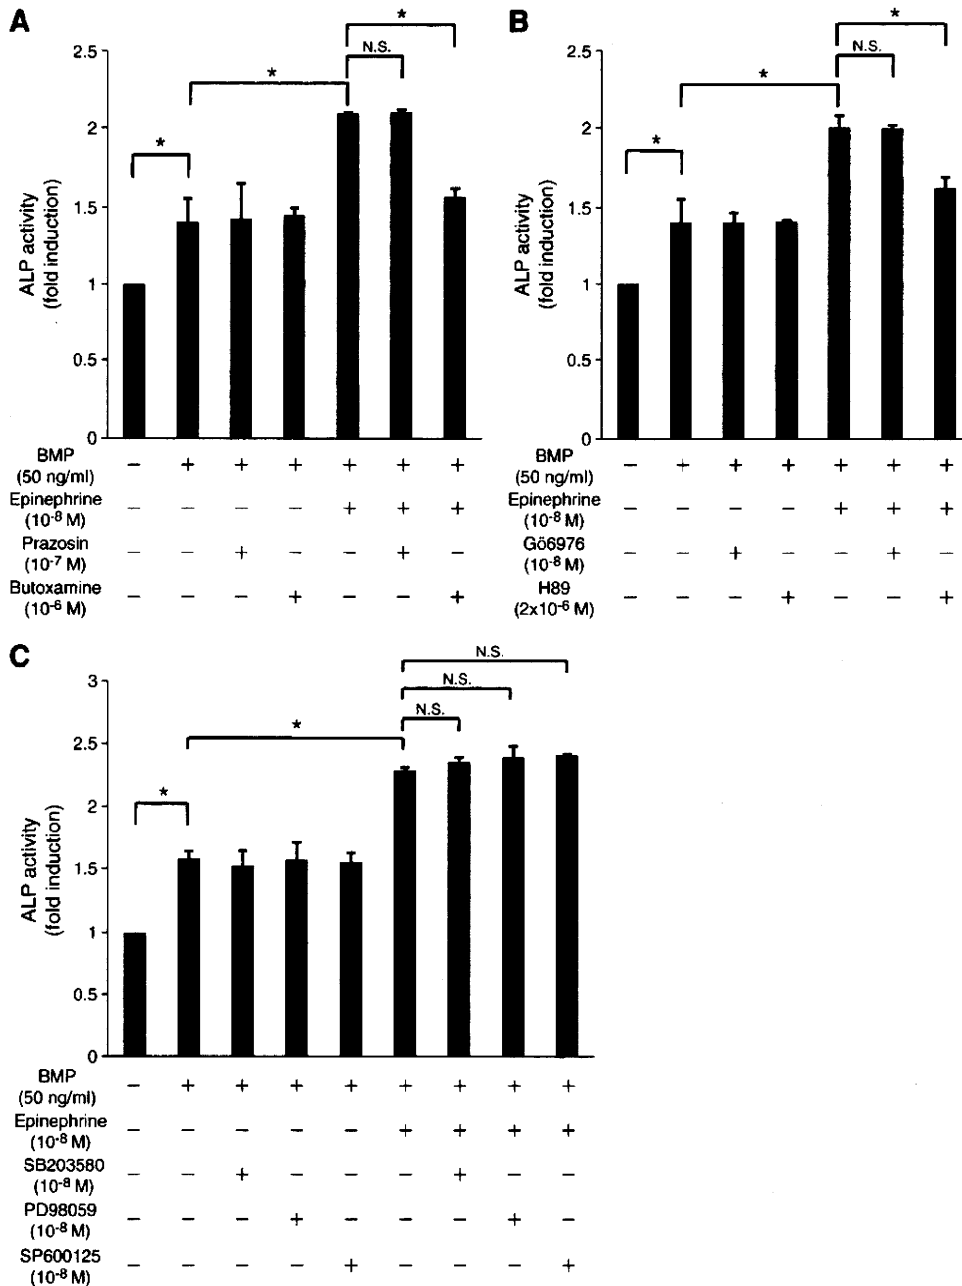 A
*
N.S.
*
*
2.5
2
1.5
1
0.5
0
ALP activity
(fold induction)
BMP
(50 ng/ml)
− + + + + + +
Epinephrine
(10-8 M)
− − − − + + +
Prazosin
(10-7 M)
− − + − − + −
Butoxamine
(10-6 M)
− − − + − − +
B
*
N.S.
*
*
2.5
2
1.5
1
0.5
0
ALP activity
(fold induction)
BMP
(50 ng/ml)
− + + + + + +
Epinephrine
(10-8 M)
− − − − + + +
Gö6976
(10-8 M)
− − + − − + −
H89
(2x10-6 M)
− − − + − − +
C
N.S.
N.S.
N.S.
*
*
3
2.5
2
1.5
1
0.5
0
ALP activity
(fold induction)
BMP
(50 ng/ml)
− + + + + + + + +
Epinephrine
(10-8 M)
− − − − − + + + +
SB203580
(10-8 M)
− − + − − − + − −
PD98059
(10-8 M)
− − − + − − − + −
SP600125
(10-8 M)
− − − − + − − − +